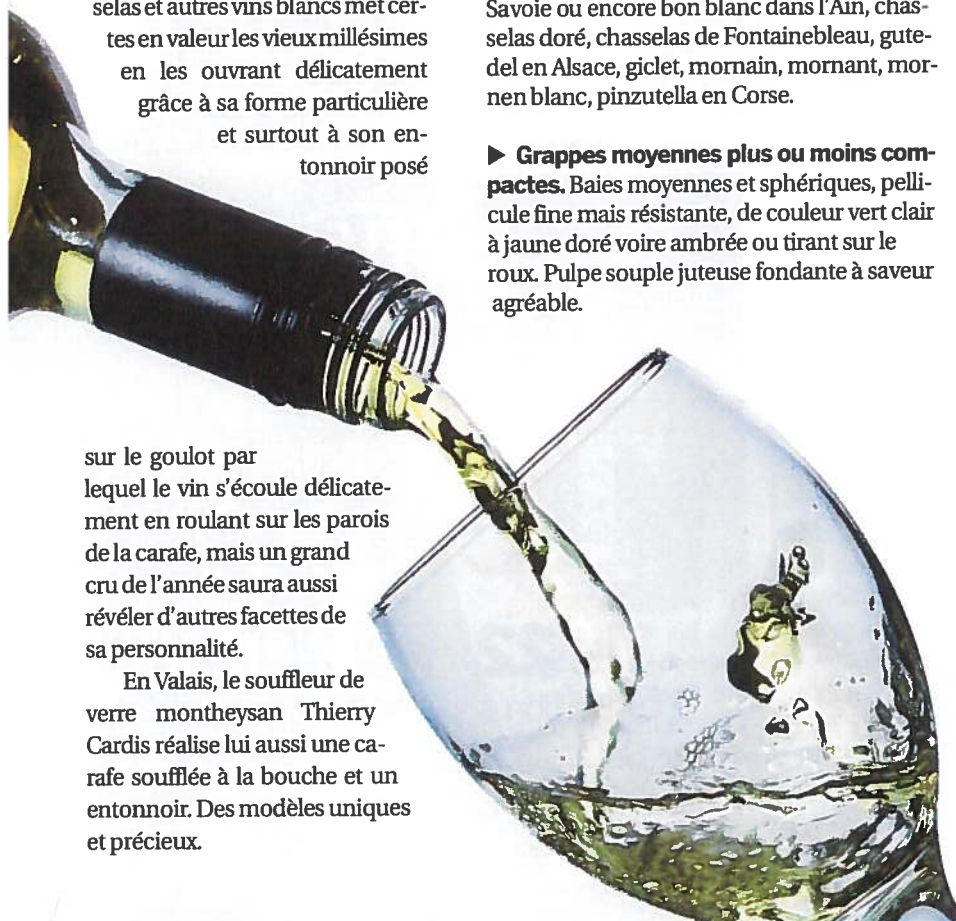 selas et autres vins blancs met cer-
tes en valeur les vieux millésimes
en les ouvrant délicatement
grâce à sa forme particulière
et surtout à son en-
tonnoir posé
sur le goulot par
lequel le vin s'écoule délicate-
ment en roulant sur les parois
de la carafe, mais un grand
cru de l'année saura aussi
révéler d'autres facettes de
sa personnalité.
En Valais, le souffleur de
verre montheysan Thierry
Cardis réalise lui aussi une ca-
rafe soufflée à la bouche et un
entonnoir. Des modèles uniques
et précieux.
Savoie ou encore bon blanc dans l'Ain, chas-
selas doré, chasselas de Fontainebleau, gute-
del en Alsace, giclet, mornain, mornant, mor-
nen blanc, pinzutella en Corse.
▶ Grappes moyennes plus ou moins com-
pactes. Baies moyennes et sphériques, pelli-
cule fine mais résistante, de couleur vert clair
à jaune doré voire ambrée ou tirant sur le
roux. Pulpe souple juteuse fondante à saveur
agréable.